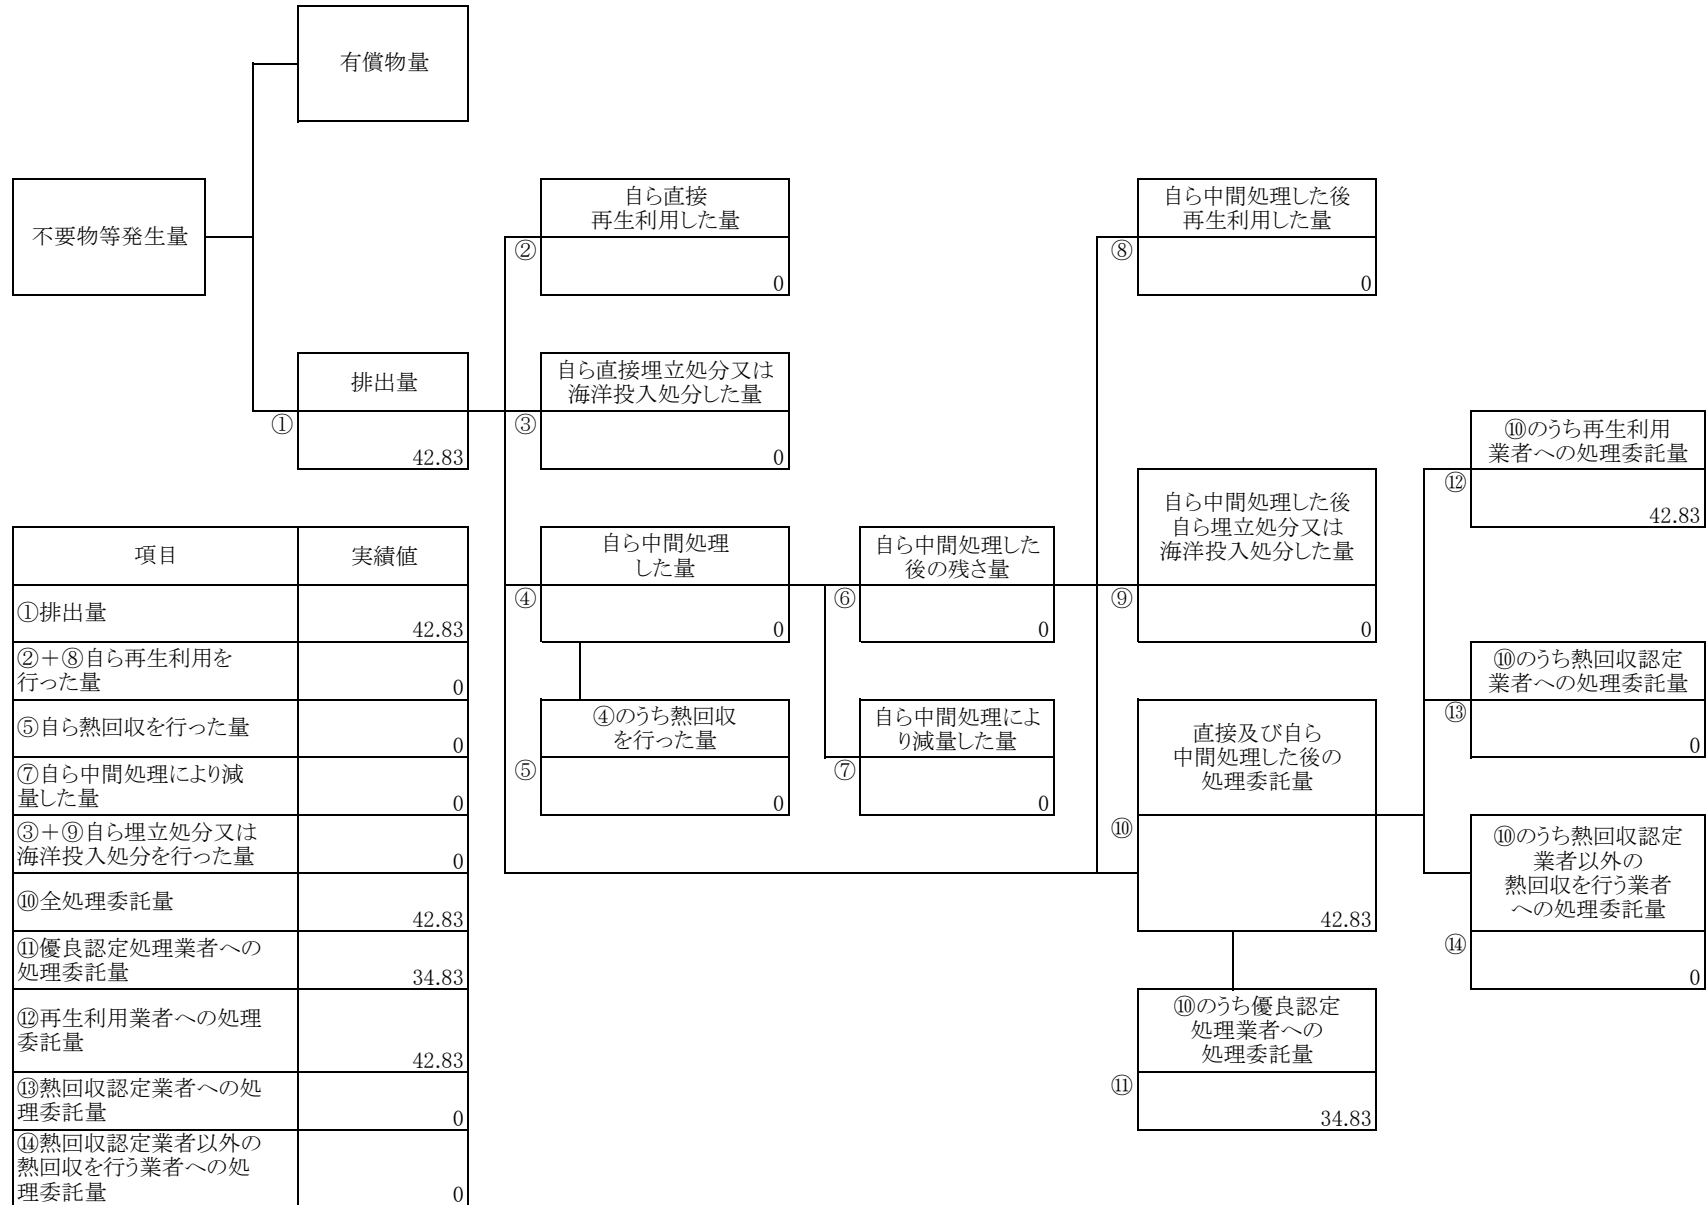 有償物量
不要物等発生量
自ら直接
再生利用した量
②
0
自ら中間処理した後
再生利用した量
⑧
0
排出量
①
42.83
自ら直接埋立処分又は
海洋投入処分した量
③
0
⑩のうち再生利用
業者への処理委託量
⑫
42.83
自ら中間処理
した量
④
0
自ら中間処理した
後の残さ量
⑥
0
自ら中間処理した後
自ら埋立処分又は
海洋投入処分した量
⑨
0
⑩のうち熱回収認定
業者への処理委託量
⑬
0
④のうち熱回収
を行った量
⑤
0
自ら中間処理によ
り減量した量
⑦
0
直接及び自ら
中間処理した後の
処理委託量
⑩
42.83
⑩のうち熱回収認定
業者以外の
熱回収を行う業者
への処理委託量
⑭
0
⑩のうち優良認定
処理業者への
処理委託量
⑪
34.83
項目
実績値
①排出量
42.83
②+⑧自ら再生利用を
行った量
0
⑤自ら熱回収を行った量
0
⑦自ら中間処理により減
量した量
0
③+⑨自ら埋立処分又は
海洋投入処分を行った量
0
⑩全処理委託量
42.83
⑪優良認定処理業者への
処理委託量
34.83
⑫再生利用業者への処理
委託量
42.83
⑬熱回収認定業者への処
理委託量
0
⑭熱回収認定業者以外の
熱回収を行う業者への処
理委託量
0